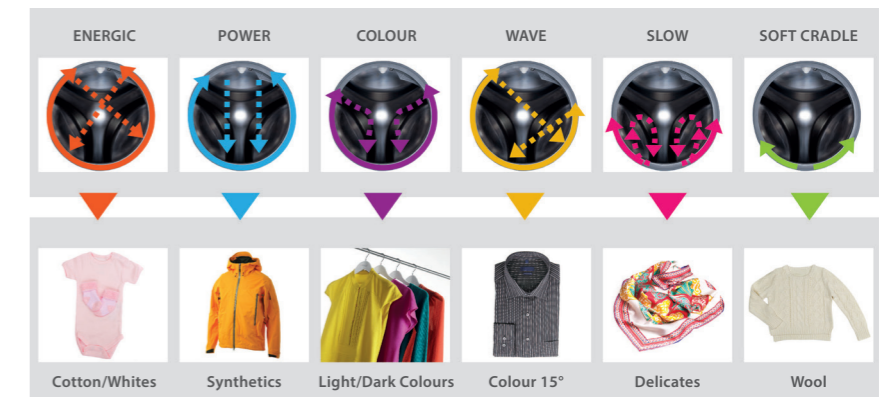 ENERGIC POWER COLOUR WAVE SLOW SOFT CRADLE
Cotton/Whites Synthetics Light/Dark Colours Colour 15° Delicates Wool